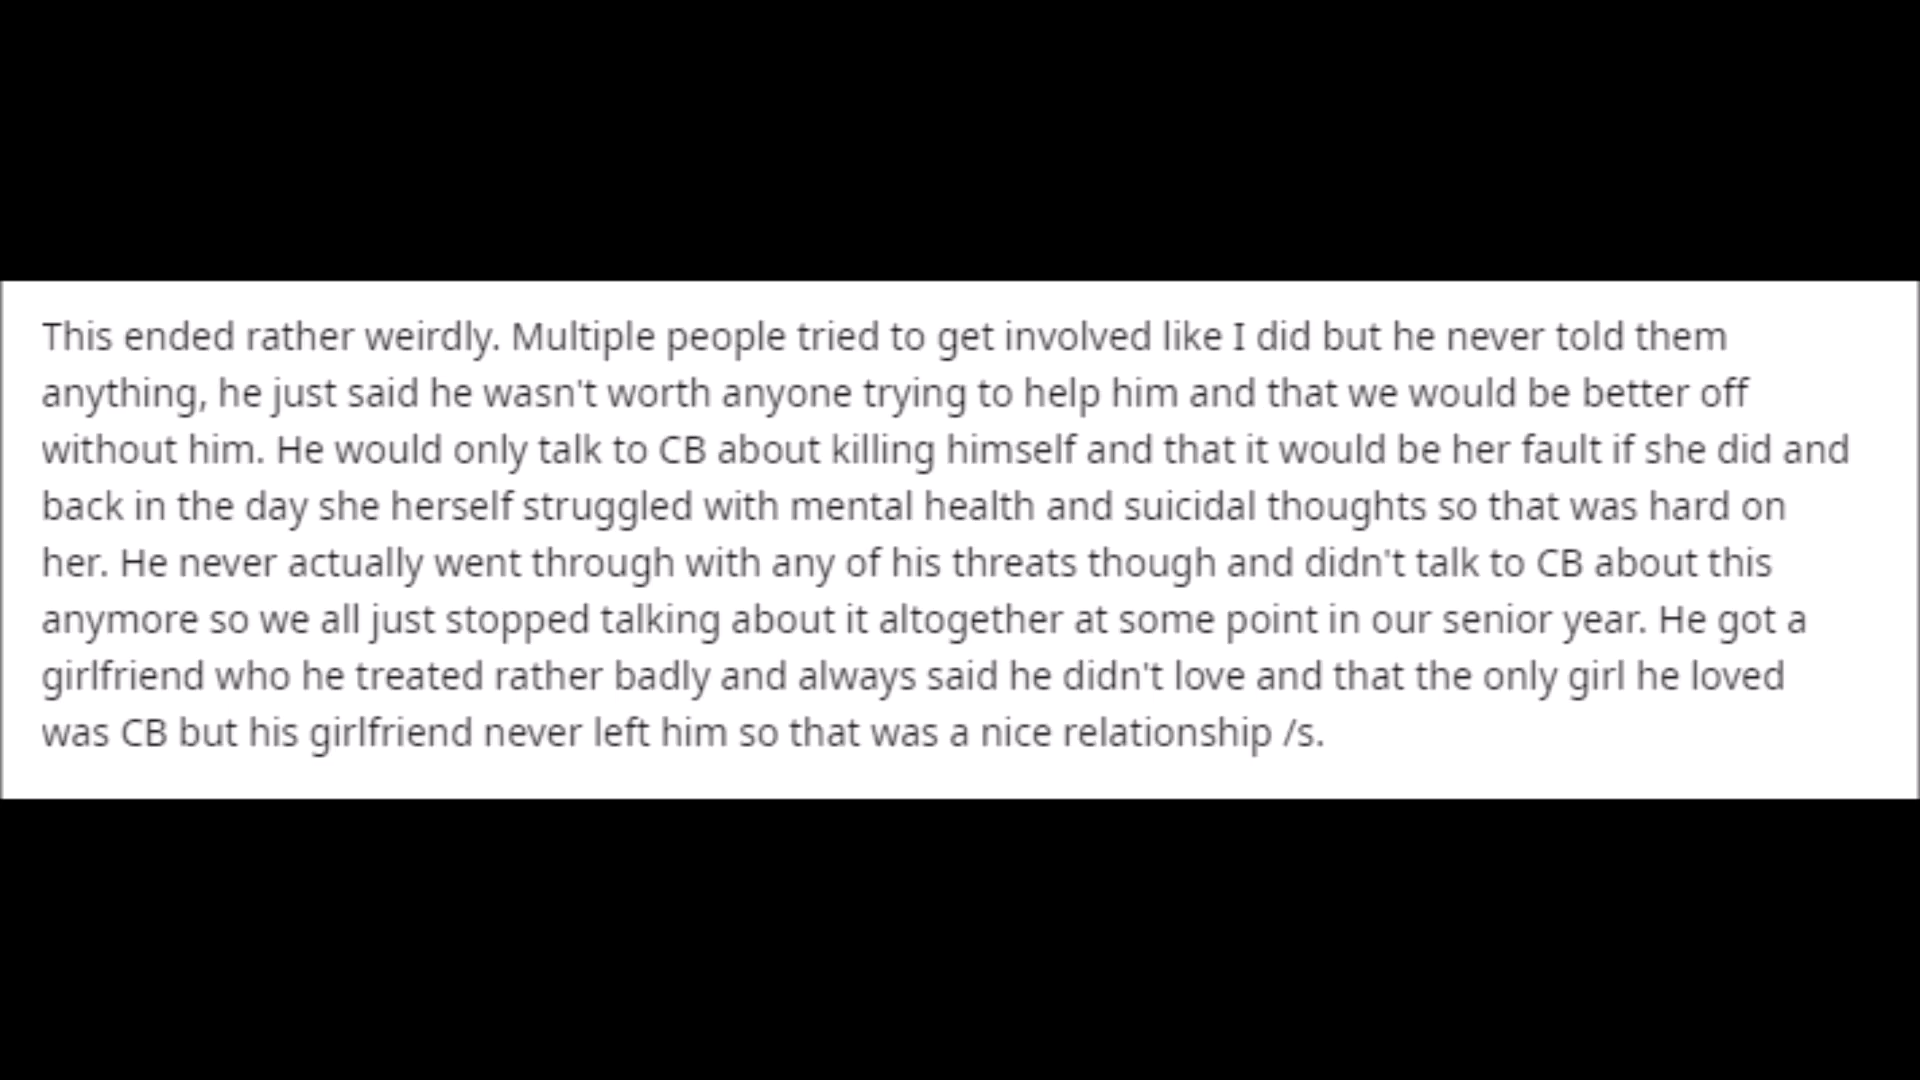 This ended rather weirdly. Multiple people tried to get involved like I did but he never told them
anything, he just said he wasn't worth anyone trying to help him and that we would be better off
without him. He would only talk to CB about killing himself and that it would be her fault if she did and
back in the day she herself struggled with mental health and suicidal thoughts so that was hard on
her. He never actually went through with any of his threats though and didn't talk to CB about this
anymore so we all just stopped talking about it altogether at some point in our senior year. He got a
girlfriend who he treated rather badly and always said he didn't love and that the only girl he loved
was CB but his girlfriend never left him so that was a nice relationship /s.